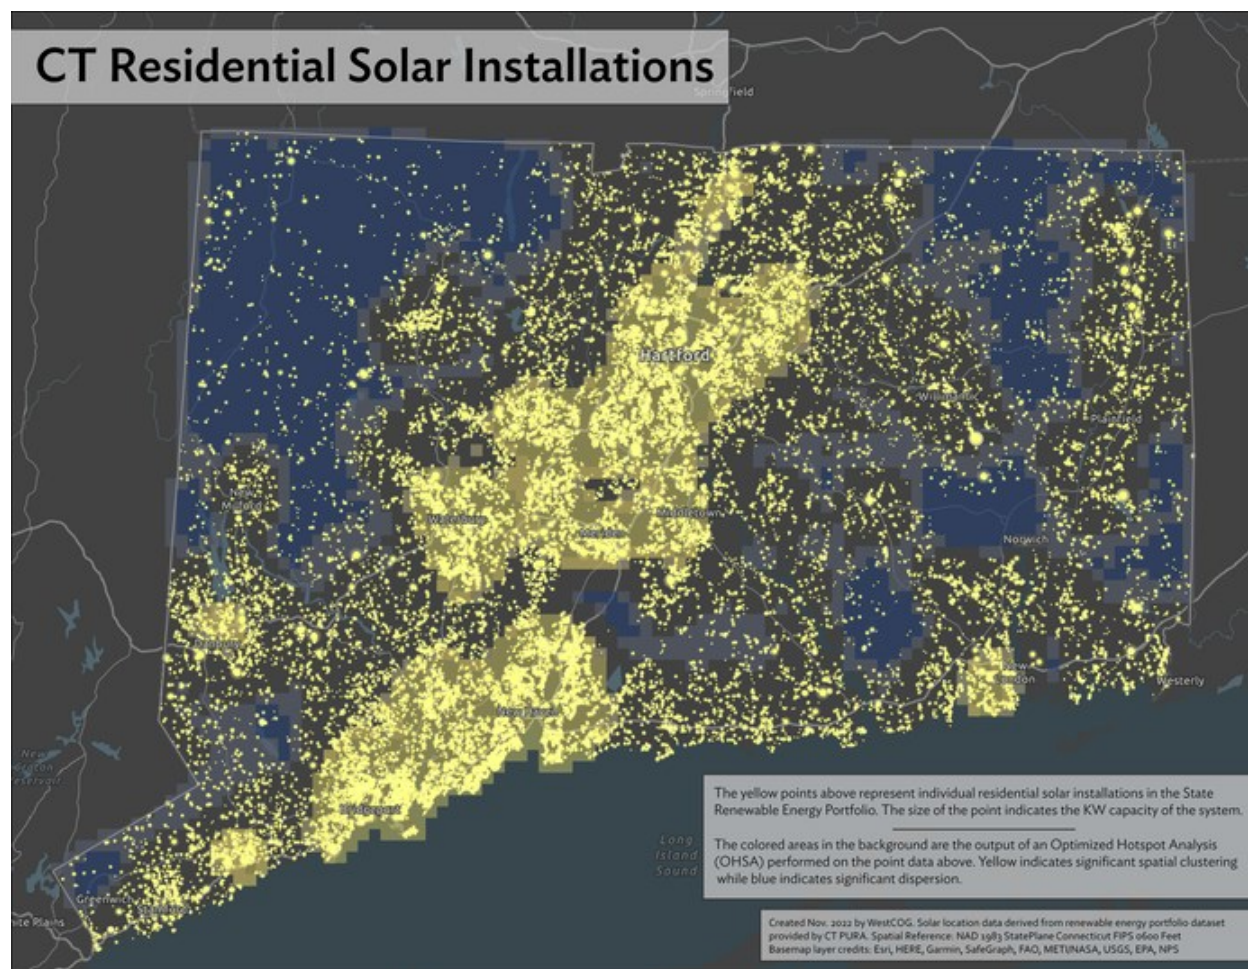 CT Residential Solar Installations
Springfield
Hartford
Willimantic
Plainfield
New
Milford
Waterbury
Meriden
Middletown
Norwich
Danbury
New
London
Westerly
New Haven
Bridgeport
Long
Island
Sound
Greenwich
Stamford
The yellow points above represent individual residential solar installations in the State
Renewable Energy Portfolio. The size of the point indicates the KW capacity of the system.
The colored areas in the background are the output of an Optimized Hotspot Analysis
(OHSA) performed on the point data above. Yellow indicates significant spatial clustering
while blue indicates significant dispersion.
Created Nov. 2022 by WestCOG. Solar location data derived from renewable energy portfolio dataset
provided by CT PURA. Spatial Reference: NAD 1983 StatePlane Connecticut FIPS 0600 Feet
Basemap layer credits: Esri, HERE, Garmin, SafeGraph, FAO, METI/NASA, USGS, EPA, NPS